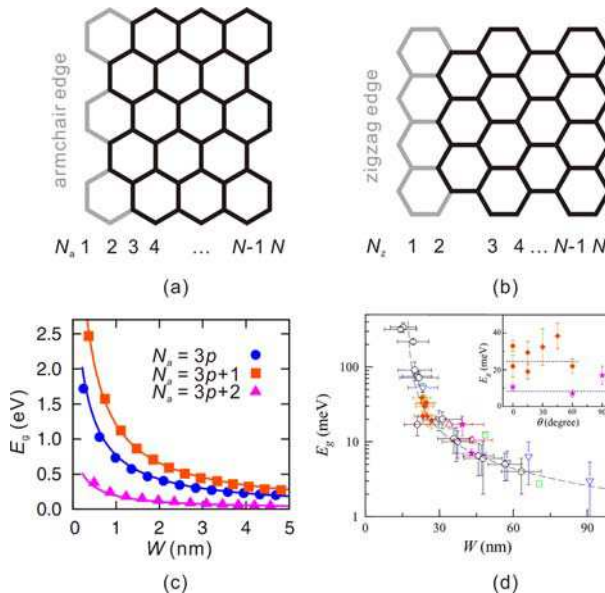 armchair edge
Nₐ 1 2 3 4 ... N-1 N
(a)
zigzag edge
N_z 1 2 3 4 ... N-1 N
(b)
E_g (eV)
2.5
2.0
1.5
1.0
0.5
0.0
Nₐ = 3p
Nₐ = 3p+1
Nₐ = 3p+2
0 1 2 3 4 5
W (nm)
(c)
E_g (meV)
100
10
1
E_g (meV)
40
20
0
0 30 60 90
θ (degree)
0 30 60 90
W (nm)
(d)